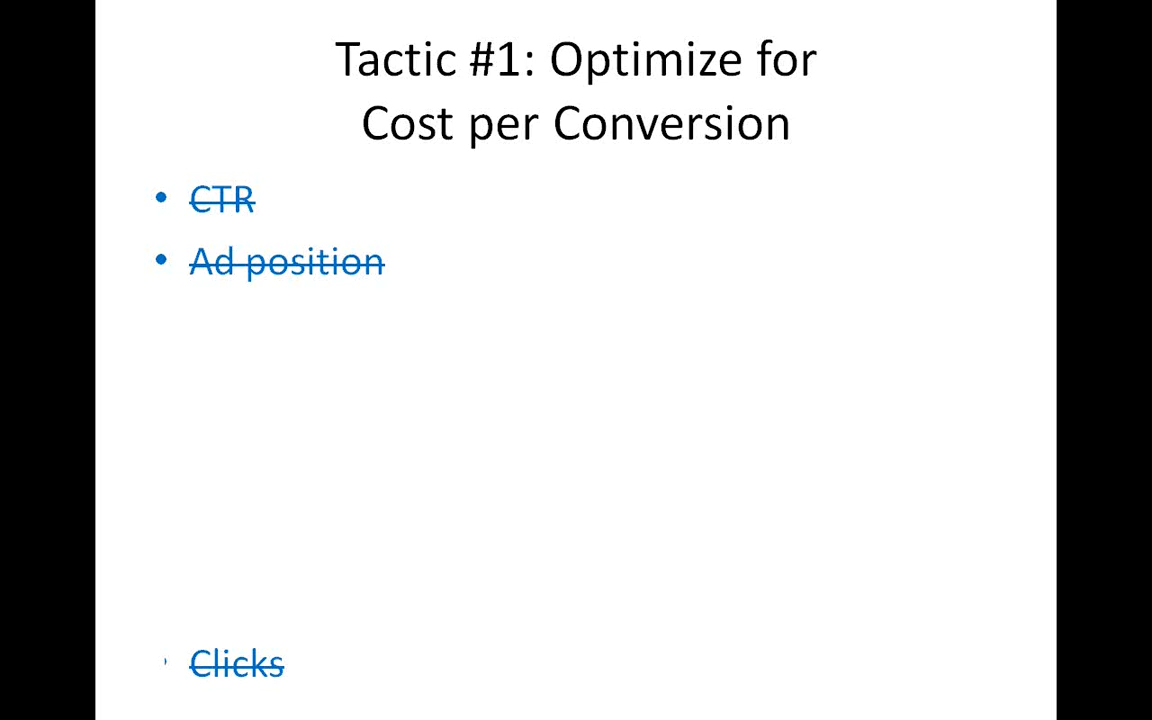 Tactic #1: Optimize for
Cost per Conversion
• CTR
• Ad position
Clicks